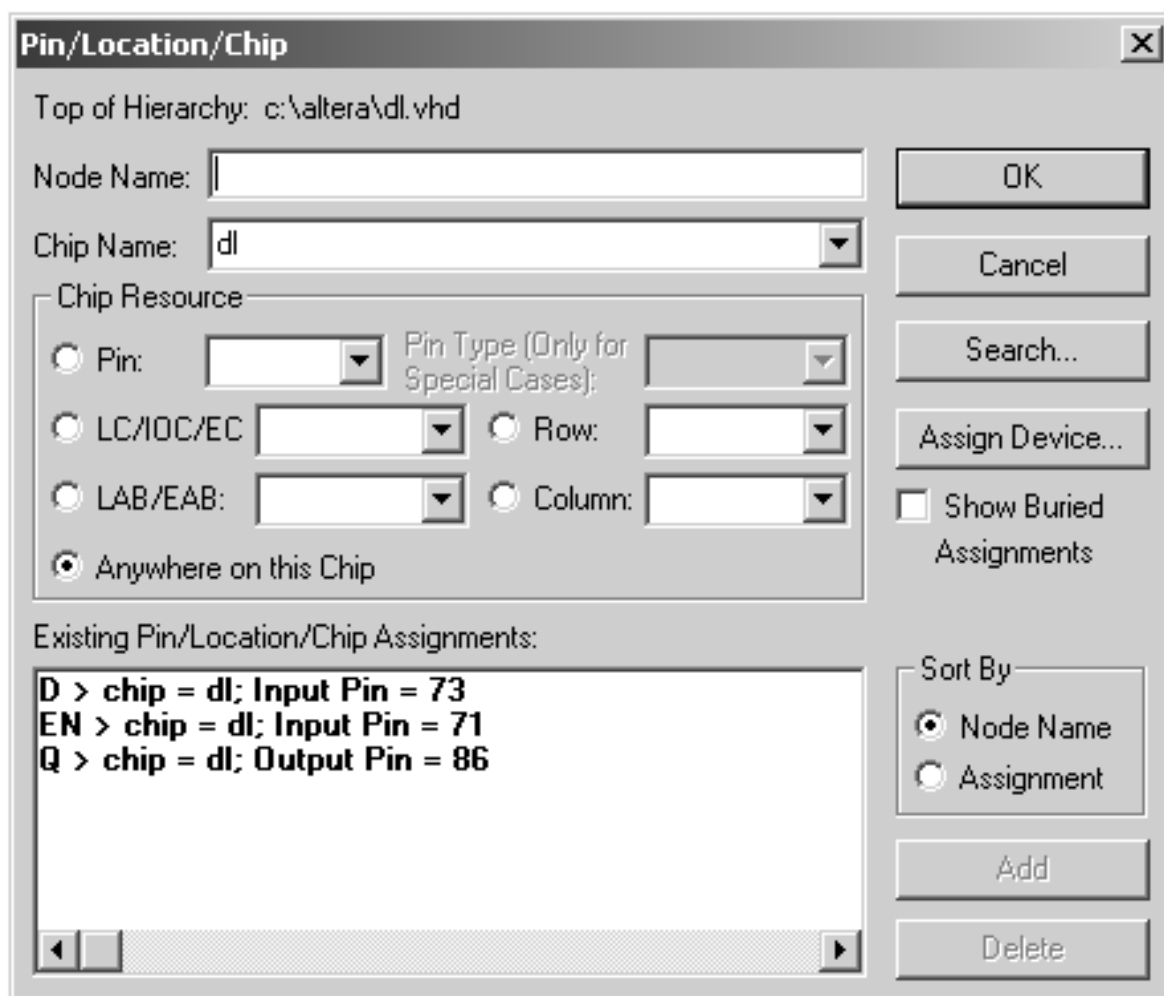 Pin/Location/Chip
Top of Hierarchy: c:\altera\dl.vhd
Node Name:
OK
Chip Name: dl
Cancel
Chip Resource
Pin:
Pin Type (Only for
Special Cases):
Search...
LC/IOC/EC
Row:
Assign Device...
LAB/EAB:
Column:
Show Buried
Assignments
Anywhere on this Chip
Existing Pin/Location/Chip Assignments:
D > chip = dl; Input Pin = 73
EN > chip = dl; Input Pin = 71
Q > chip = dl; Output Pin = 86
Sort By
Node Name
Assignment
Add
Delete